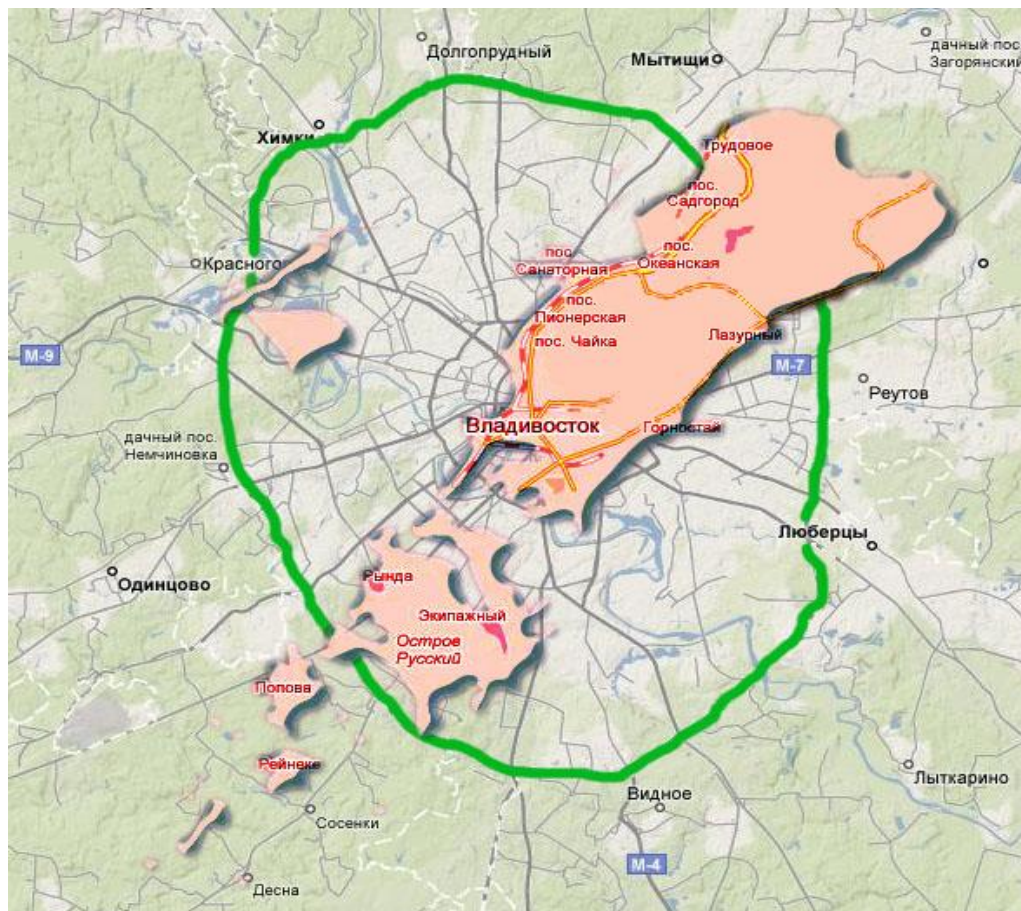 Долгопрудный
Мытищи
дачный пос.
Загорянский
Химки
Трудовое
пос.
Садгород
пос.
Санаторная
пос.
Океанская
Красного
пос.
Пионерская
пос. Чайка
Лазурный
М-9
М-7
Реутов
Владивосток
Горностай
дачный пос.
Немчиновка
Люберцы
Одинцово
Рында
Экипажный
Остров
Русский
Попова
Рейнеке
Лыткарино
Видное
Сосенки
М-4
Десна